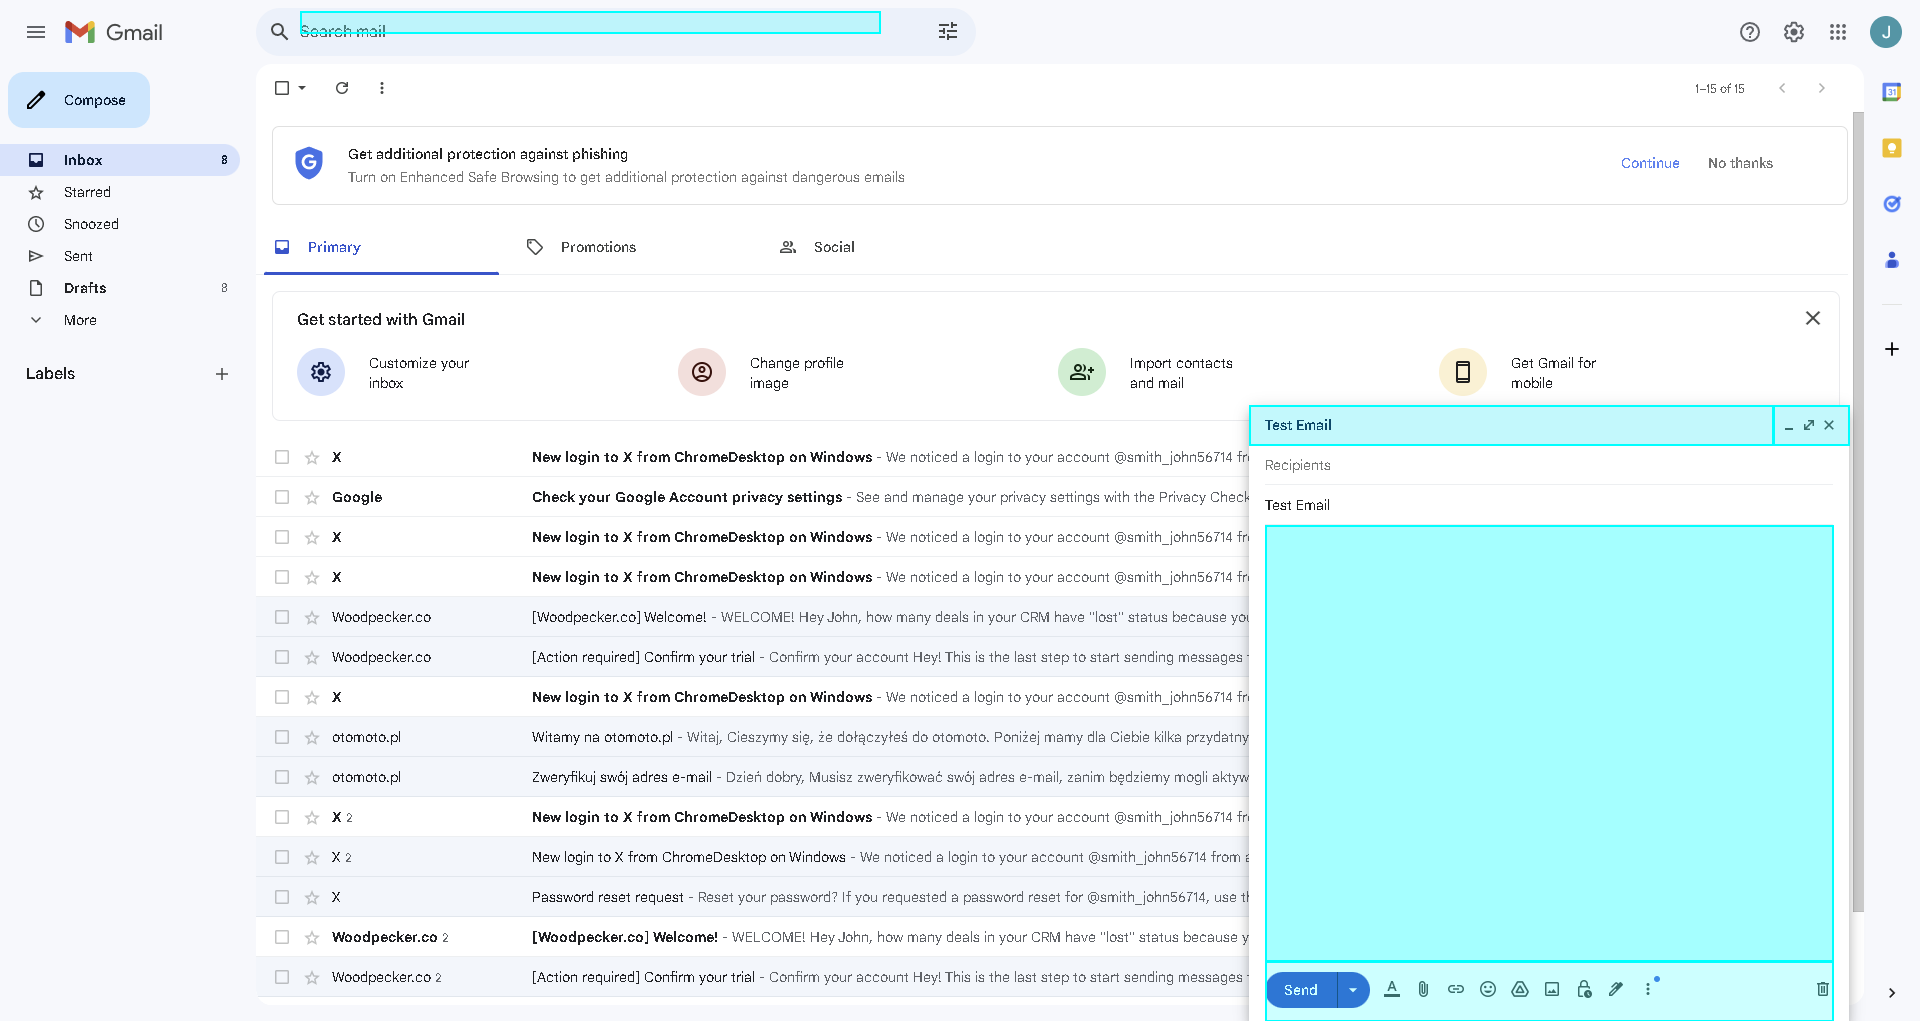 Gmail
Search mail
J
Compose
Inbox 8
Starred
Snoozed
Sent
Drafts 8
More
Labels
1–15 of 15
Get additional protection against phishing
Turn on Enhanced Safe Browsing to get additional protection against dangerous emails
Continue No thanks
Primary Promotions Social
Get started with Gmail
Customize your
inbox
Change profile
image
Import contacts
and mail
Get Gmail for
mobile
X New login to X from ChromeDesktop on Windows - We noticed a login to your account @smith_john56714
Google Check your Google Account privacy settings - See and manage your privacy settings with the Privacy Check
X New login to X from ChromeDesktop on Windows - We noticed a login to your account @smith_john56714
X New login to X from ChromeDesktop on Windows - We noticed a login to your account @smith_john56714
Woodpecker.co [Woodpecker.co] Welcome! - WELCOME! Hey John, how many deals in your CRM have "lost" status because
Woodpecker.co [Action required] Confirm your trial - Confirm your account Hey! This is the last step to start sending messages
X New login to X from ChromeDesktop on Windows - We noticed a login to your account @smith_john56714
otomoto.pl Witamy na otomoto.pl - Witaj, Cieszymy się, że dołączyłeś do otomoto. Poniżej mamy dla Ciebie kilka przydatny
otomoto.pl Zweryfikuj swój adres e-mail - Dzień dobry, Musisz zweryfikować swój adres e-mail, zanim będziemy mogli aktyw
X 2 New login to X from ChromeDesktop on Windows - We noticed a login to your account @smith_john56714
X 2 New login to X from ChromeDesktop on Windows - We noticed a login to your account @smith_john56714 from
X Password reset request - Reset your password? If you requested a password reset for @smith_john56714, use
Woodpecker.co 2 [Woodpecker.co] Welcome! - WELCOME! Hey John, how many deals in your CRM have "lost" status because
Woodpecker.co 2 [Action required] Confirm your trial - Confirm your account Hey! This is the last step to start sending messages
Test Email
Recipients
Test Email
Send
31